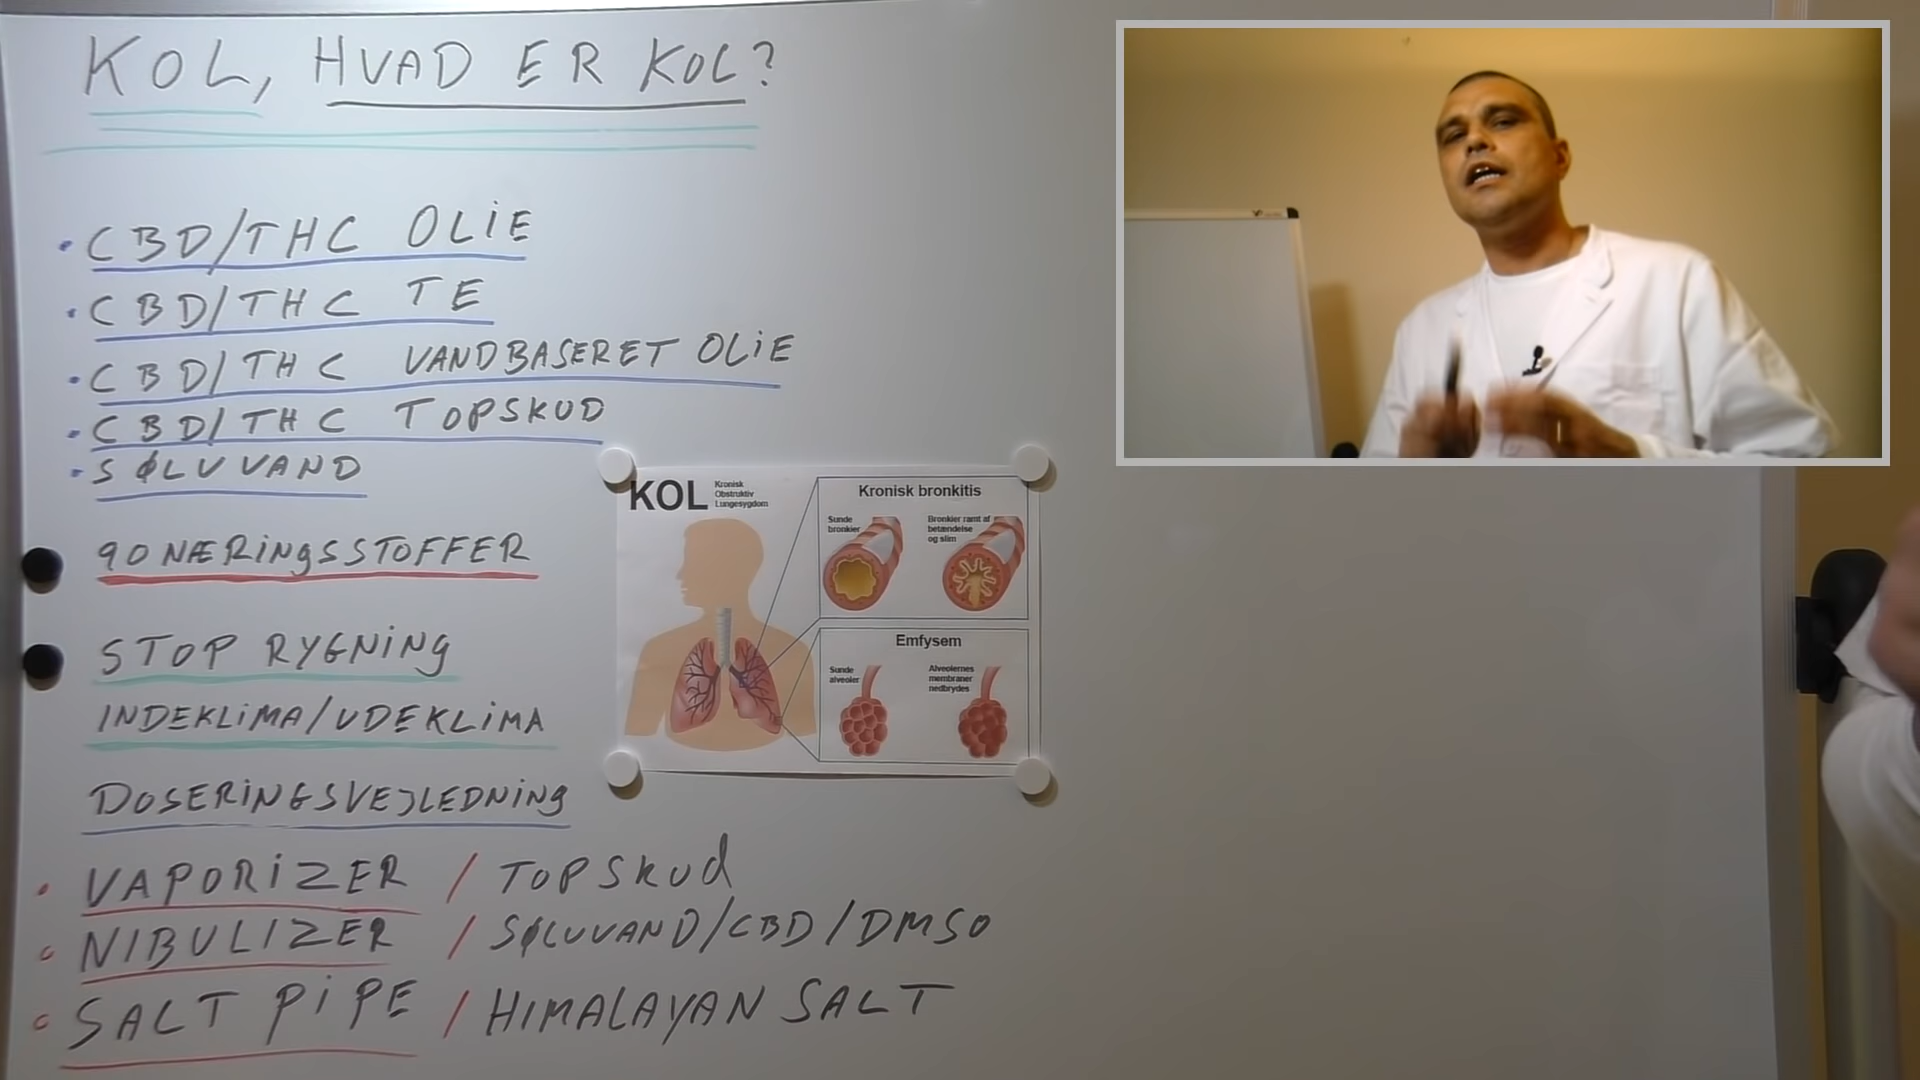 KOL, HVAD ER KOL?
• CBD/THC OLIE
• CBD/THC TE
• CBD/THC VANDBASERET OLIE
• CBD/THC TOPSKUD
• SØLVVAND
90 NÆRINGSSTOFFER
STOP RYGNING
INDEKLIMA/UDEKLIMA
DOSERINGSVEJLEDNING
• VAPORIZER / TOPSKUD
• NIBULIZER / SØLVVAND/CBD/DMSO
• SALT PIPE / HIMALAYAN SALT
KOL
Kronisk
Obstruktiv
Lungesygdom
Kronisk bronkitis
Sunde
bronkier
Bronkier ramt af
betændelse
og slim
Emfysem
Sunde
alveoler
Alveolernes
membraner
nedbrydes